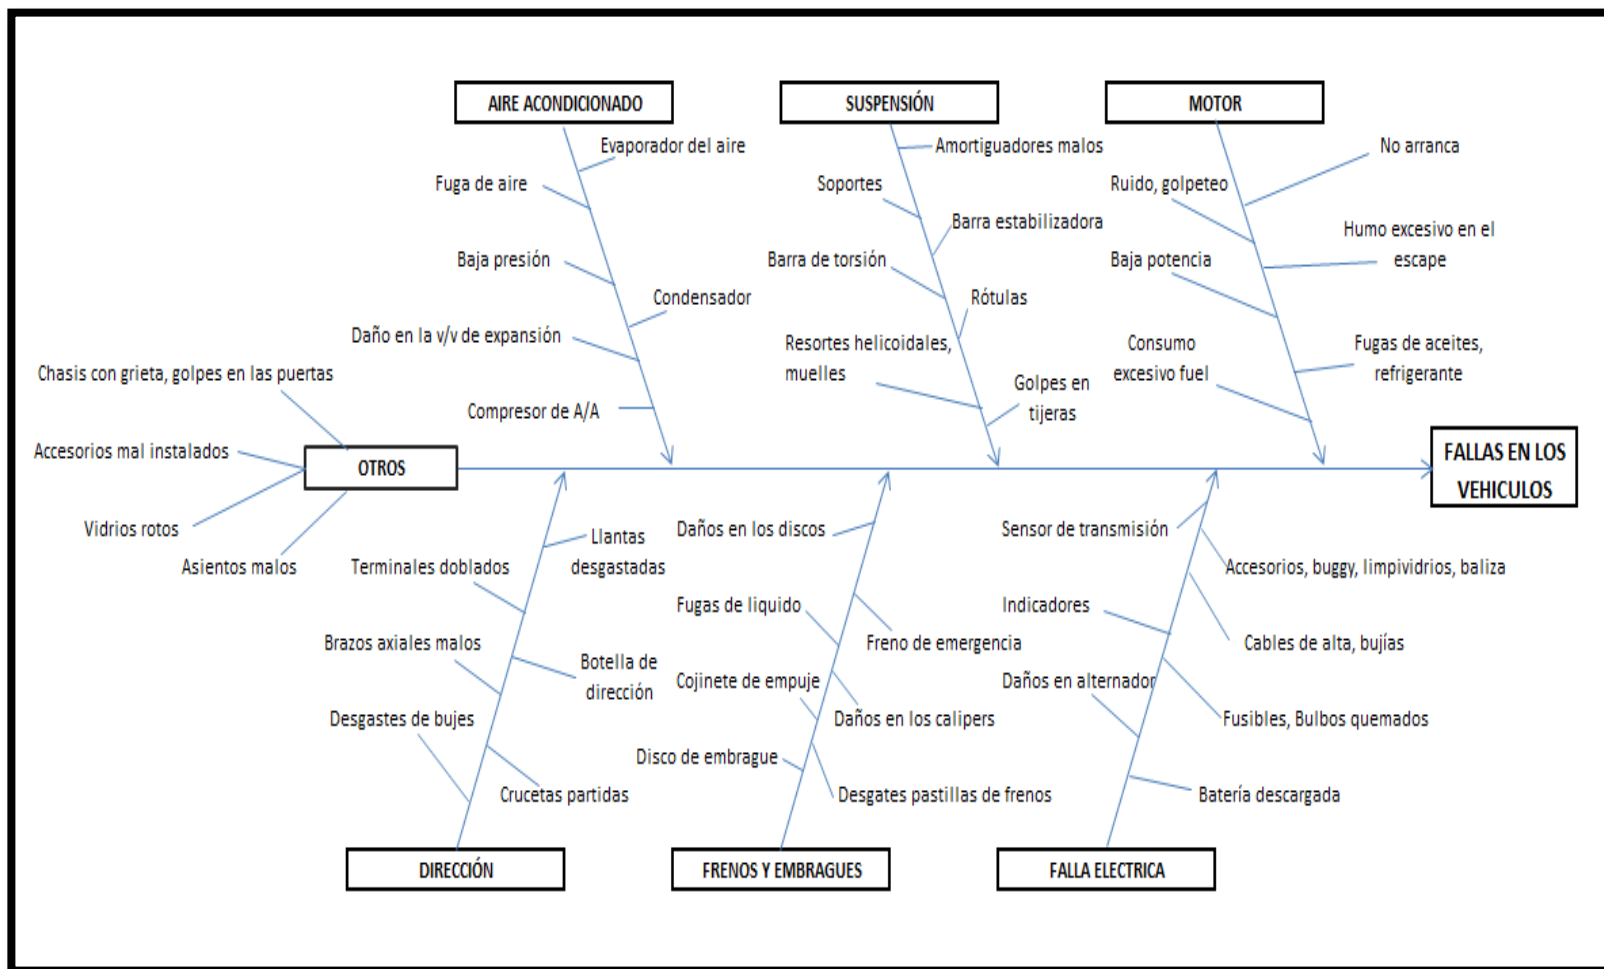 AIRE ACONDICIONADO
SUSPENSIÓN
MOTOR
Evaporador del aire
Fuga de aire
Baja presión
Condensador
Daño en la v/v de expansión
Compresor de A/A
Amortiguadores malos
Soportes
Barra estabilizadora
Barra de torsión
Rótulas
Resortes helicoidales,
muelles
Golpes en
tijeras
No arranca
Ruido, golpeteo
Humo excesivo en el
escape
Baja potencia
Consumo
excesivo fuel
Fugas de aceites,
refrigerante
Chasis con grieta, golpes en las puertas
Accesorios mal instalados
OTROS
Vidrios rotos
Asientos malos
FALLAS EN LOS
VEHICULOS
Llantas
desgastadas
Terminales doblados
Brazos axiales malos
Botella de
dirección
Desgastes de bujes
Crucetas partidas
Daños en los discos
Fugas de liquido
Freno de emergencia
Cojinete de empuje
Daños en los calipers
Disco de embrague
Desgates pastillas de frenos
Sensor de transmisión
Accesorios, buggy, limpividrios, baliza
Indicadores
Cables de alta, bujías
Daños en alternador
Fusibles, Bulbos quemados
Batería descargada
DIRECCIÓN
FRENOS Y EMBRAGUES
FALLA ELECTRICA